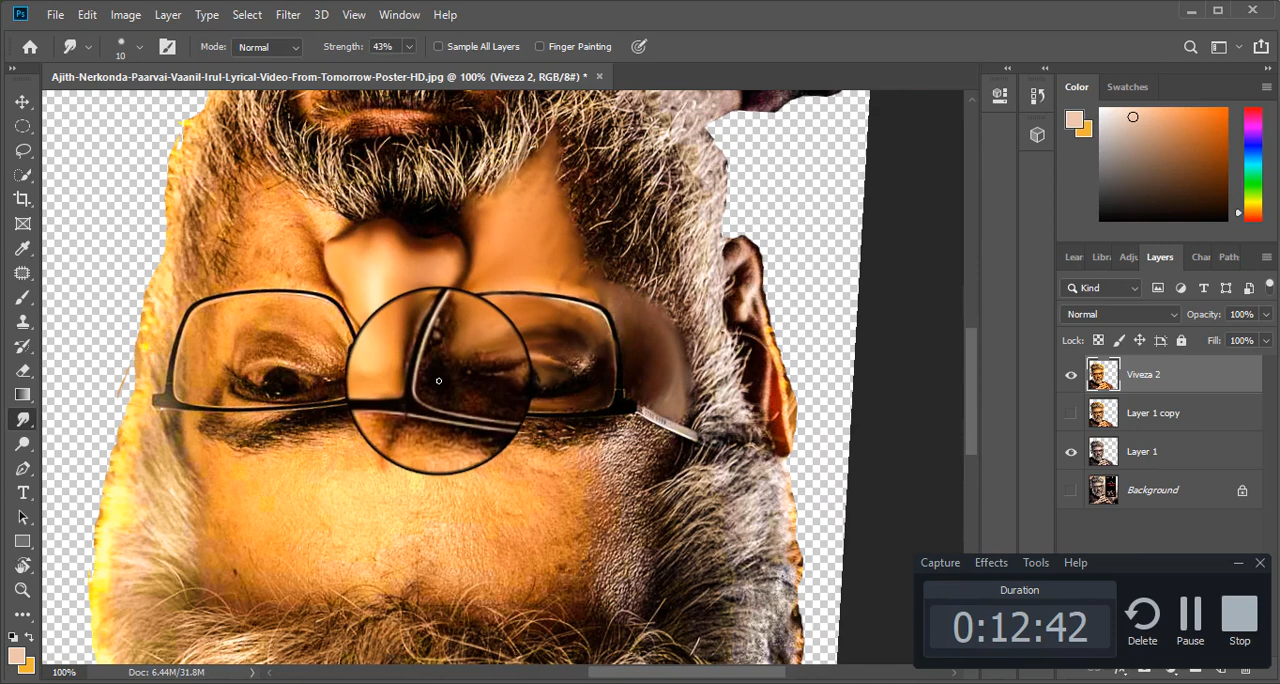 Ps File Edit Image Layer Type Select Filter 3D View Window Help
10 Mode: Normal Strength: 43% Sample All Layers Finger Painting
Ajith-Nerkonda-Paarvai-Vaanil-Irul-Lyrical-Video-From-Tomorrow-Poster-HD.jpg @ 100% (Viveza 2, RGB/8#) * ×
Color Swatches
Lear Libra Adju Layers Char Paths
Kind
Normal Opacity: 100%
Lock: Fill: 100%
Viveza 2
Layer 1 copy
Layer 1
Background
Capture Effects Tools Help
Duration
0:12:42
Delete Pause Stop
100% Doc: 6.44M/31.8M